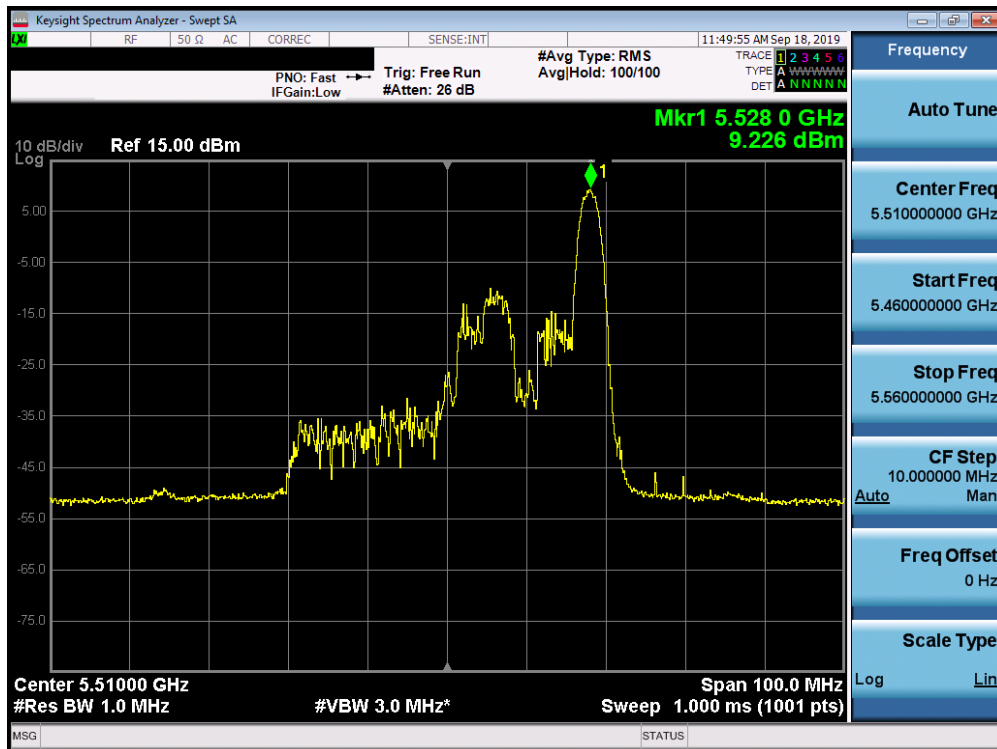 Keysight Spectrum Analyzer - Swept SA
LXI RF 50 Ω AC CORREC SENSE:INT 11:49:55 AM Sep 18, 2019
PNO: Fast
IFGain:Low
Trig: Free Run
#Atten: 26 dB
#Avg Type: RMS
Avg|Hold: 100/100
TRACE 1 2 3 4 5 6
TYPE A WWWWW
DET A N N N N N
Mkr1 5.528 0 GHz
9.226 dBm
10 dB/div Ref 15.00 dBm
Log
1
5.00
-5.00
-15.0
-25.0
-35.0
-45.0
-55.0
-65.0
-75.0
Center 5.51000 GHz Span 100.0 MHz
#Res BW 1.0 MHz #VBW 3.0 MHz* Sweep 1.000 ms (1001 pts)
MSG STATUS
Frequency
Auto Tune
Center Freq
5.510000000 GHz
Start Freq
5.460000000 GHz
Stop Freq
5.560000000 GHz
CF Step
10.000000 MHz
Auto Man
Freq Offset
0 Hz
Scale Type
Log Lin